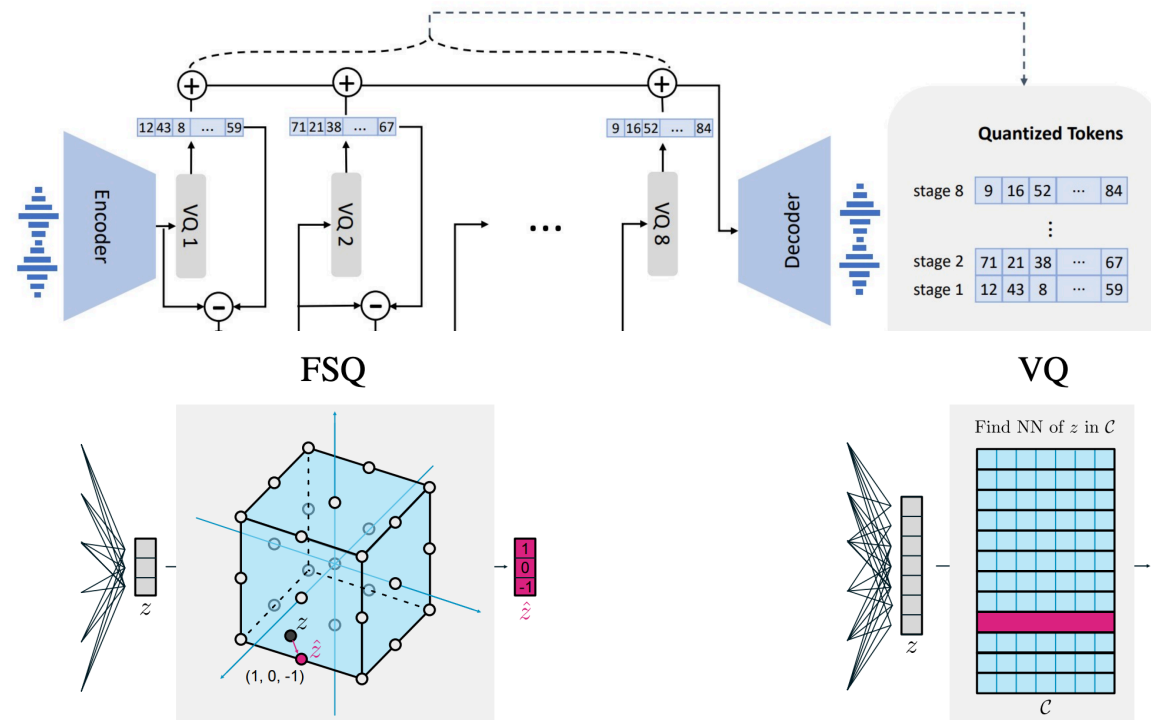 12 43 8 ... 59
71 21 38 ... 67
9 16 52 ... 84
Encoder
VQ 1
VQ 2
...
VQ 8
Decoder
Quantized Tokens
stage 8 9 16 52 ... 84
⋮
stage 2 71 21 38 ... 67
stage 1 12 43 8 ... 59
+
+
+
−
−
FSQ
VQ
z
z
ẑ
(1, 0, -1)
1
0
-1
ẑ
Find NN of z in 𝒞
z
𝒞